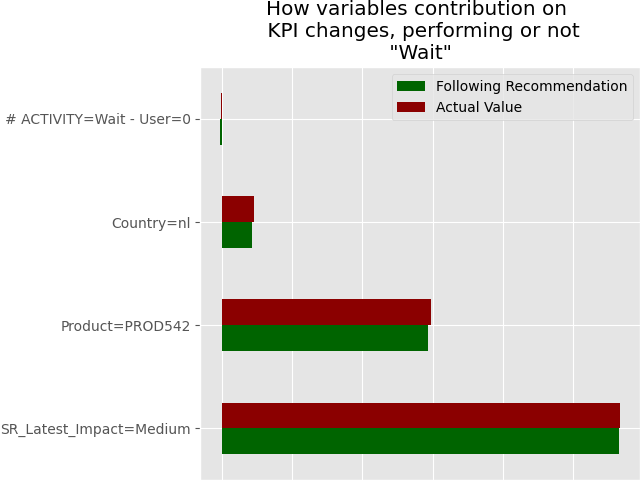 How variables contribution on
KPI changes, performing or not
"Wait"
Following Recommendation
Actual Value
# ACTIVITY=Wait - User=0
Country=nl
Product=PROD542
SR_Latest_Impact=Medium